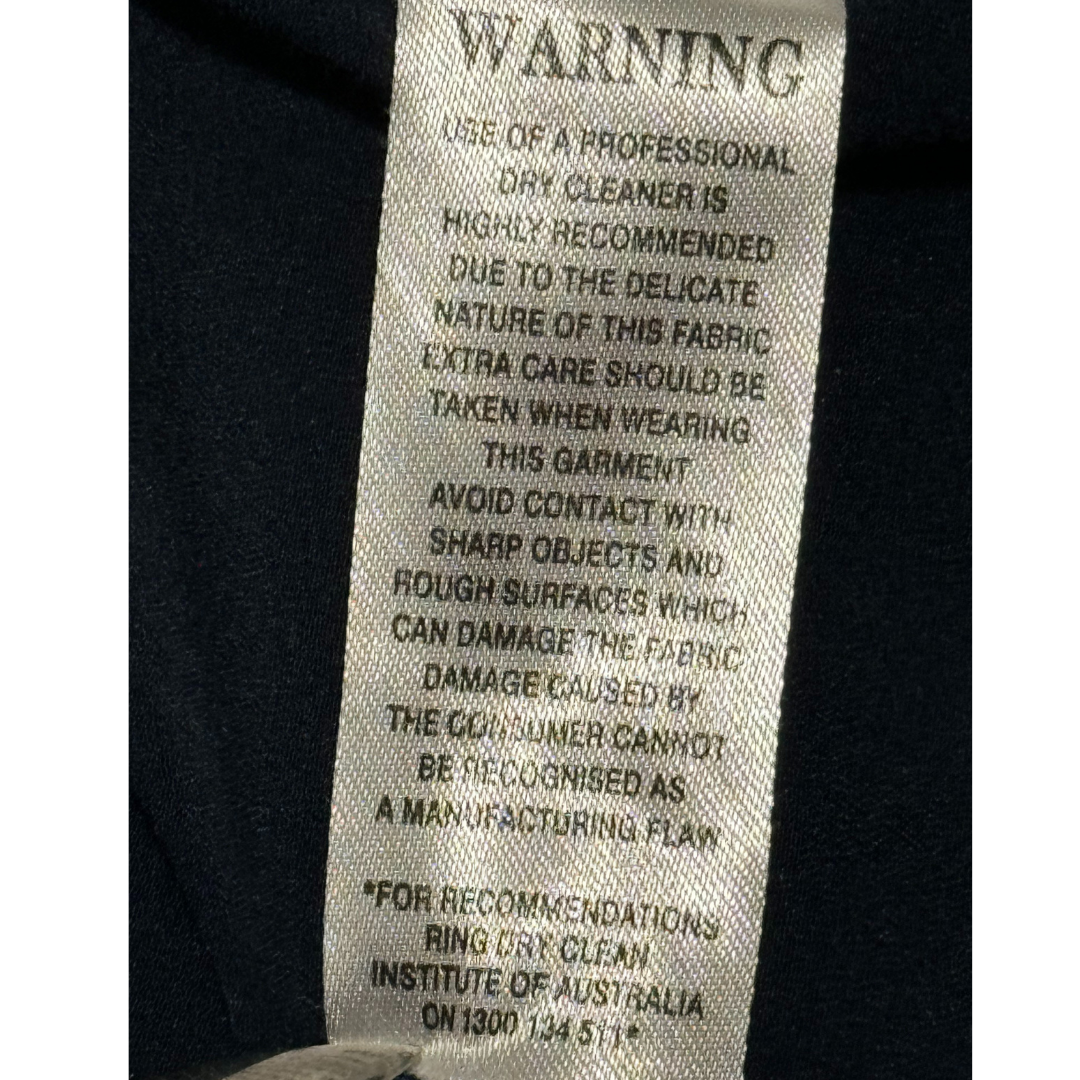 WARNING
USE OF A PROFESSIONAL
DRY CLEANER IS
HIGHLY RECOMMENDED
DUE TO THE DELICATE
NATURE OF THIS FABRIC
EXTRA CARE SHOULD BE
TAKEN WHEN WEARING
THIS GARMENT
AVOID CONTACT WITH
SHARP OBJECTS AND
ROUGH SURFACES WHICH
CAN DAMAGE THE FABRIC
DAMAGE CAUSED BY
THE CONSUMER CANNOT
BE RECOGNISED AS
A MANUFACTURING FLAW
*FOR RECOMMENDATIONS
RING DRY CLEAN
INSTITUTE OF AUSTRALIA
ON 1300 134 511*